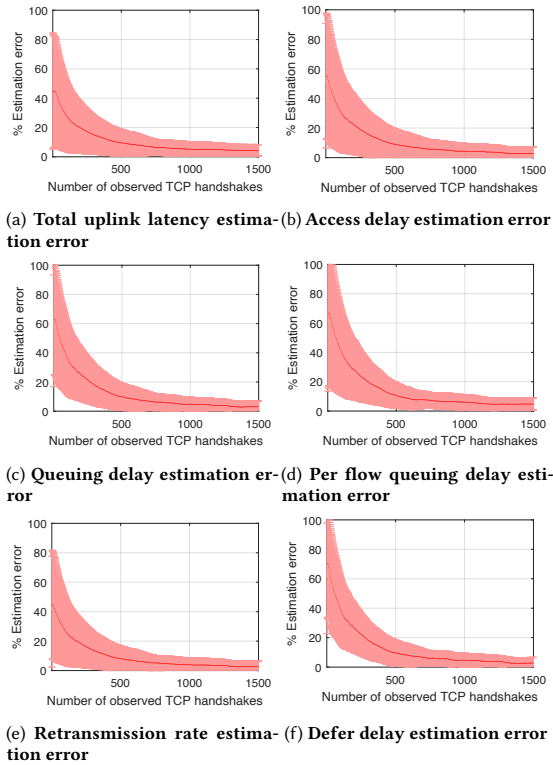 100
80
60
40
20
0
% Estimation error
500
1000
1500
Number of observed TCP handshakes
100
80
60
40
20
0
% Estimation error
500
1000
1500
Number of observed TCP handshakes
(a) Total uplink latency estima-
tion error
(b) Access delay estimation error
100
80
60
40
20
0
% Estimation error
500
1000
1500
Number of observed TCP handshakes
100
80
60
40
20
0
% Estimation error
500
1000
1500
Number of observed TCP handshakes
(c) Queuing delay estimation er-
ror
(d) Per flow queuing delay esti-
mation error
100
80
60
40
20
0
% Estimation error
500
1000
1500
Number of observed TCP handshakes
100
80
60
40
20
0
% Estimation error
500
1000
1500
Number of observed TCP handshakes
(e) Retransmission rate estima-
tion error
(f) Defer delay estimation error